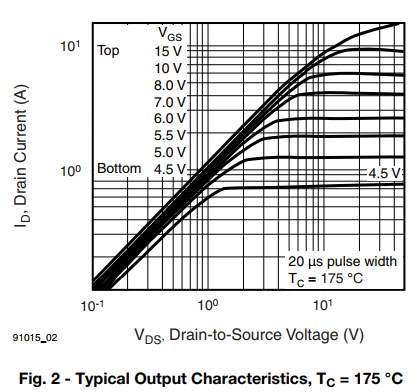 V_GS
Top 15 V
10 V
8.0 V
7.0 V
6.0 V
5.5 V
5.0 V
Bottom 4.5 V
4.5 V
20 µs pulse width
T_C = 175 °C
10¹
10⁰
I_D, Drain Current (A)
10⁻¹ 10⁰ 10¹
V_DS, Drain-to-Source Voltage (V)
91015_02
Fig. 2 - Typical Output Characteristics, T_C = 175 °C